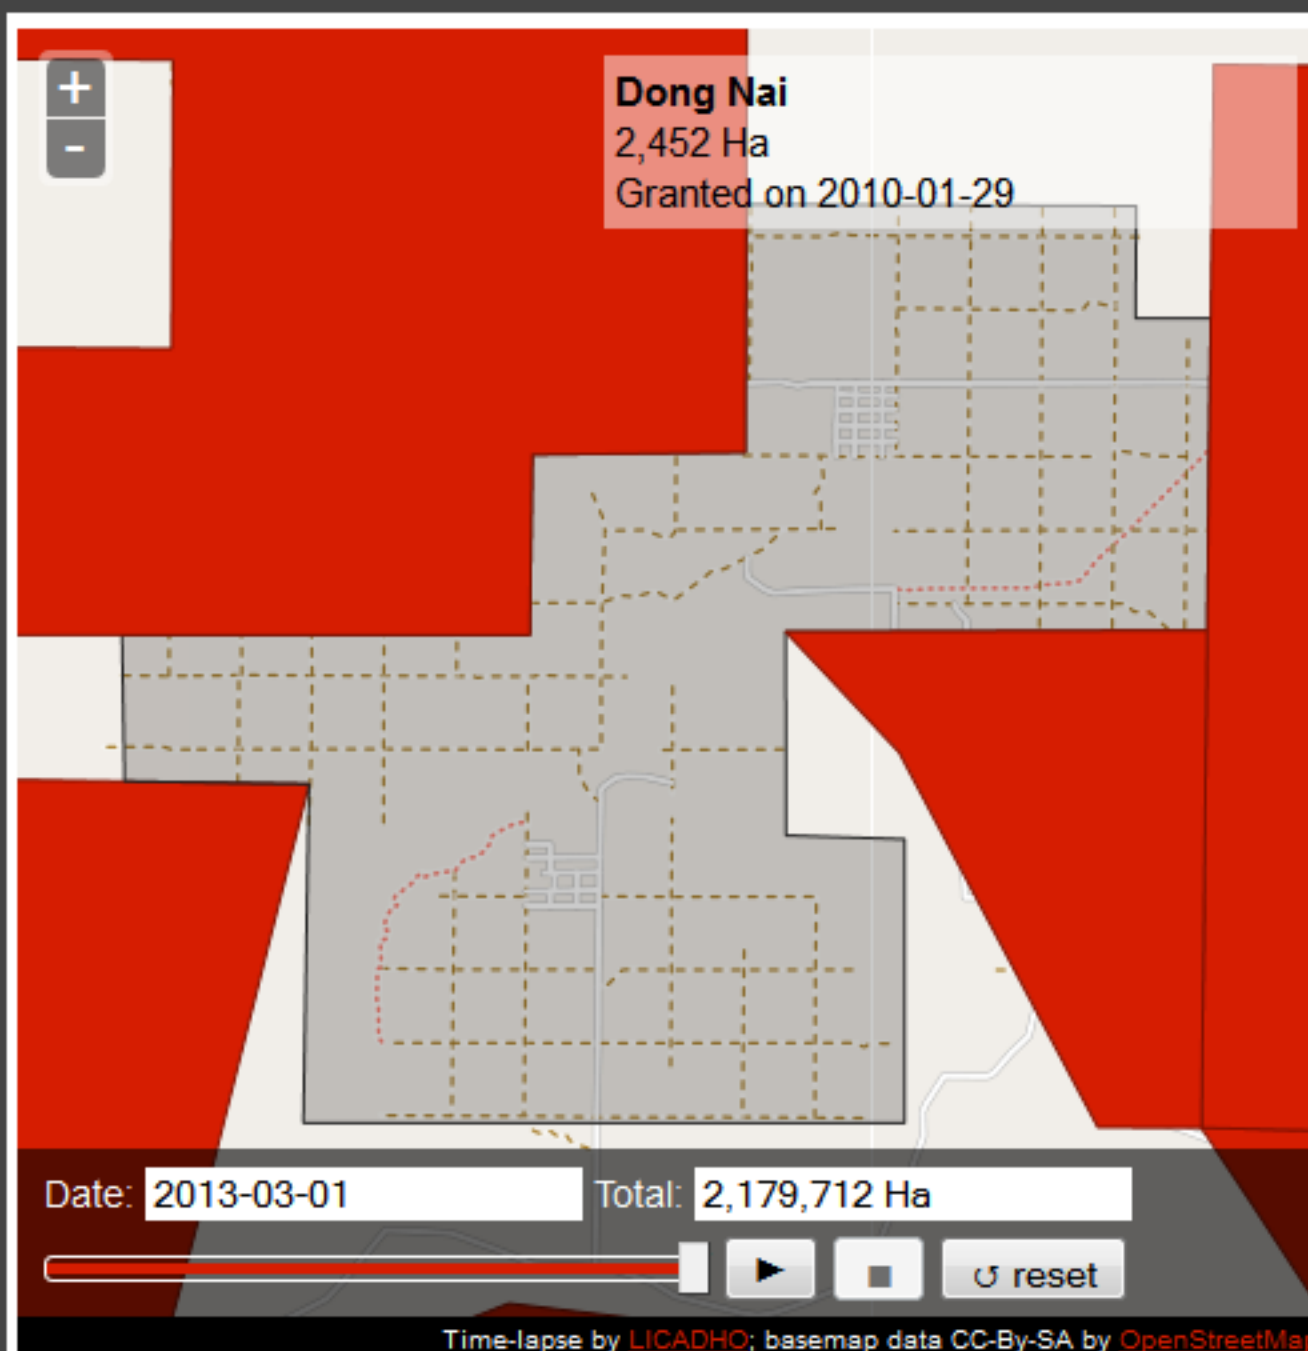 +
-
Dong Nai
2,452 Ha
Granted on 2010-01-29
Date: 2013-03-01 Total: 2,179,712 Ha
↺ reset
Time-lapse by LICADHO; basemap data CC-By-SA by OpenStreetMa